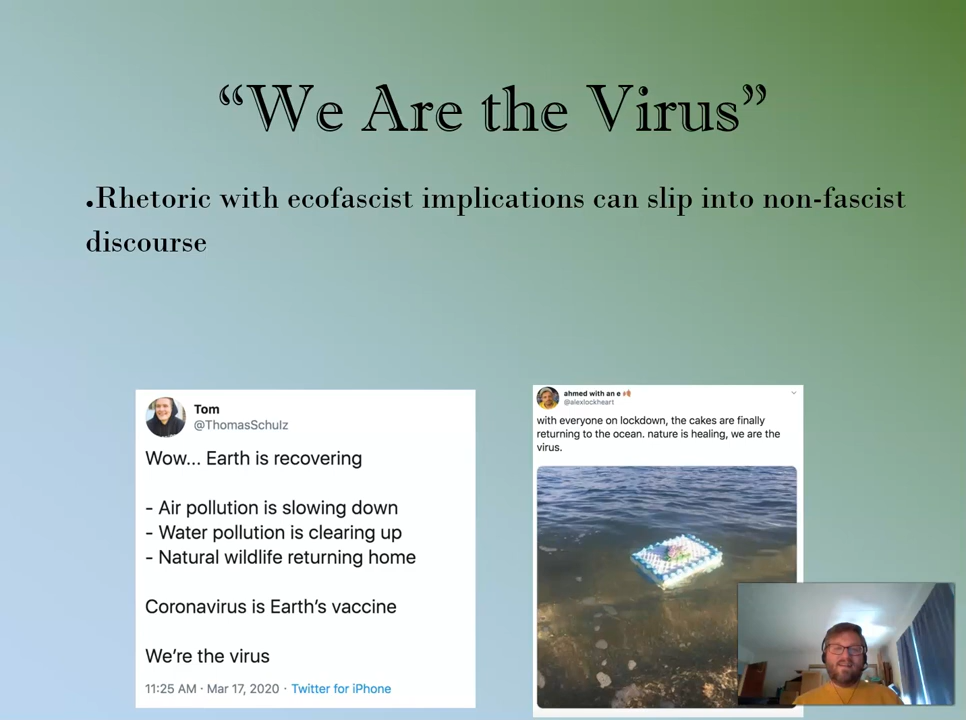 “We Are the Virus”
.Rhetoric with ecofascist implications can slip into non-fascist
discourse
Tom
@ThomasSchulz
Wow... Earth is recovering
- Air pollution is slowing down
- Water pollution is clearing up
- Natural wildlife returning home
Coronavirus is Earth’s vaccine
We’re the virus
11:25 AM · Mar 17, 2020 · Twitter for iPhone
ahmed with an e
@alexlockheart
with everyone on lockdown, the cakes are finally
returning to the ocean. nature is healing, we are the
virus.